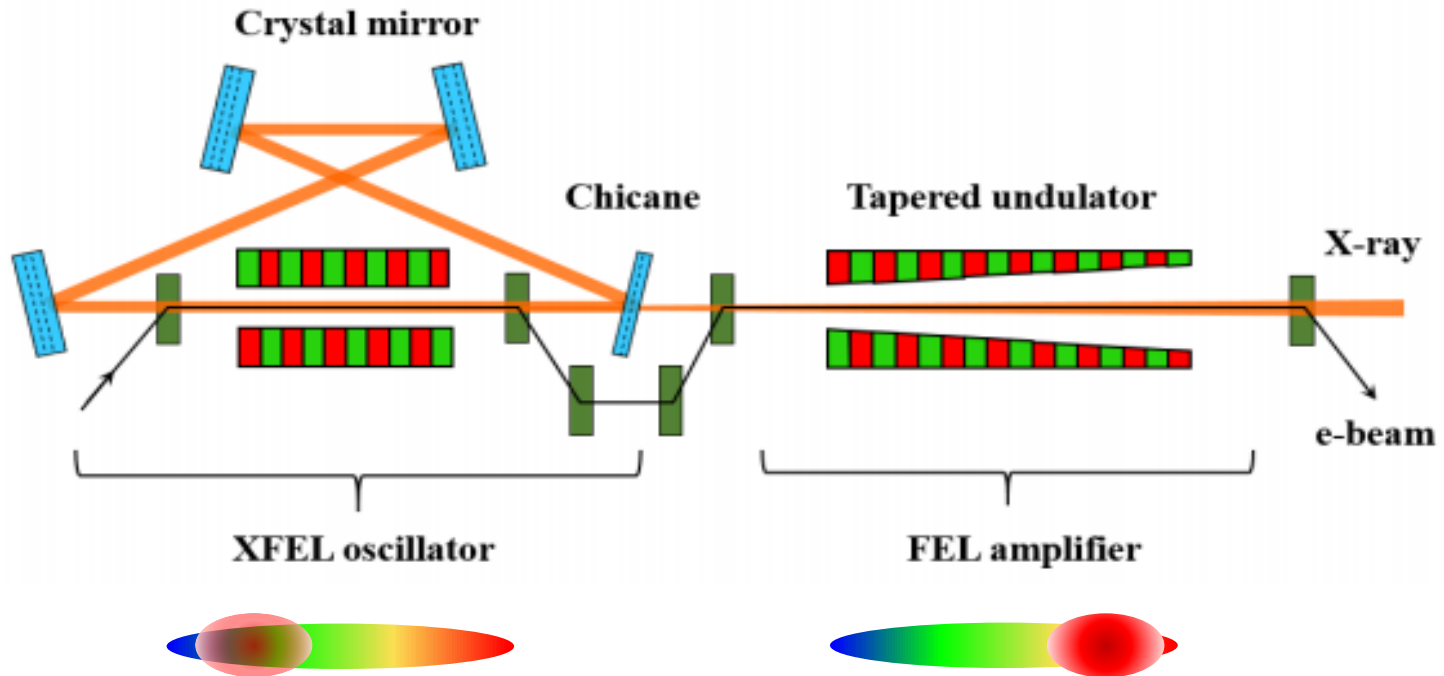 Crystal mirror
Chicane
Tapered undulator
X-ray
e-beam
XFEL oscillator
FEL amplifier